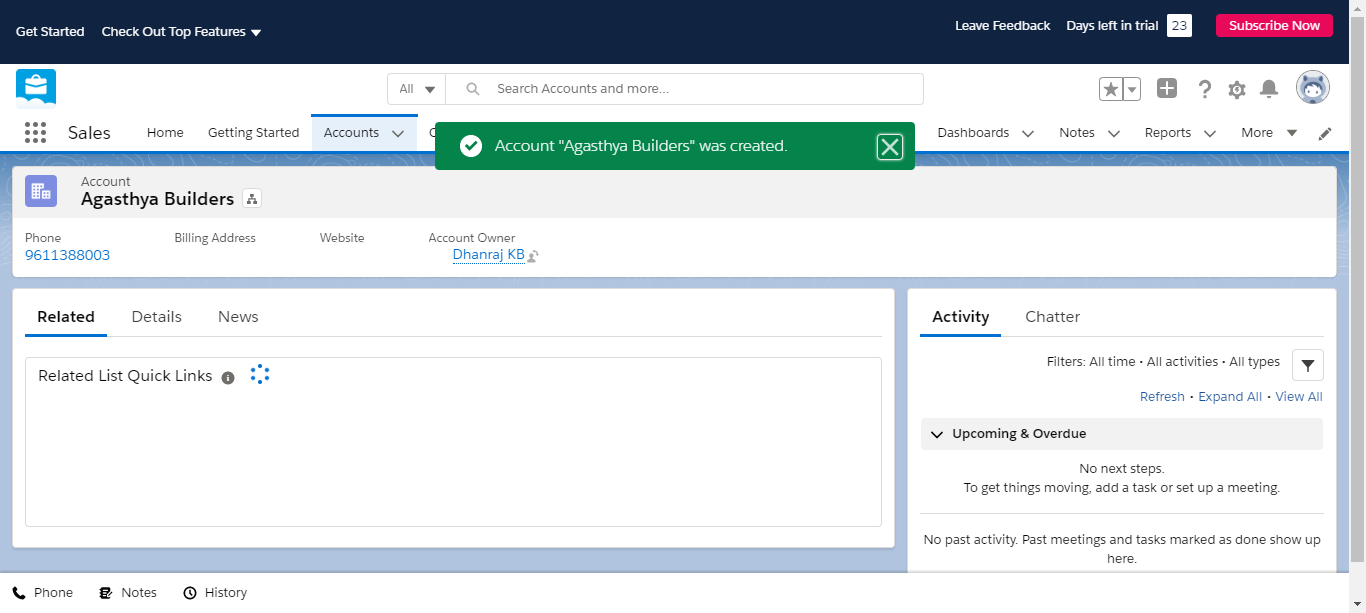 Get Started Check Out Top Features Leave Feedback Days left in trial 23 Subscribe Now
All Search Accounts and more...
Sales Home Getting Started Accounts Dashboards Notes Reports More
Account "Agasthya Builders" was created.
Account
Agasthya Builders
Phone Billing Address Website Account Owner
9611388003 Dhanraj KB
Related Details News
Related List Quick Links
Activity Chatter
Filters: All time • All activities • All types
Refresh • Expand All • View All
Upcoming & Overdue
No next steps.
To get things moving, add a task or set up a meeting.
No past activity. Past meetings and tasks marked as done show up
here.
Phone Notes History